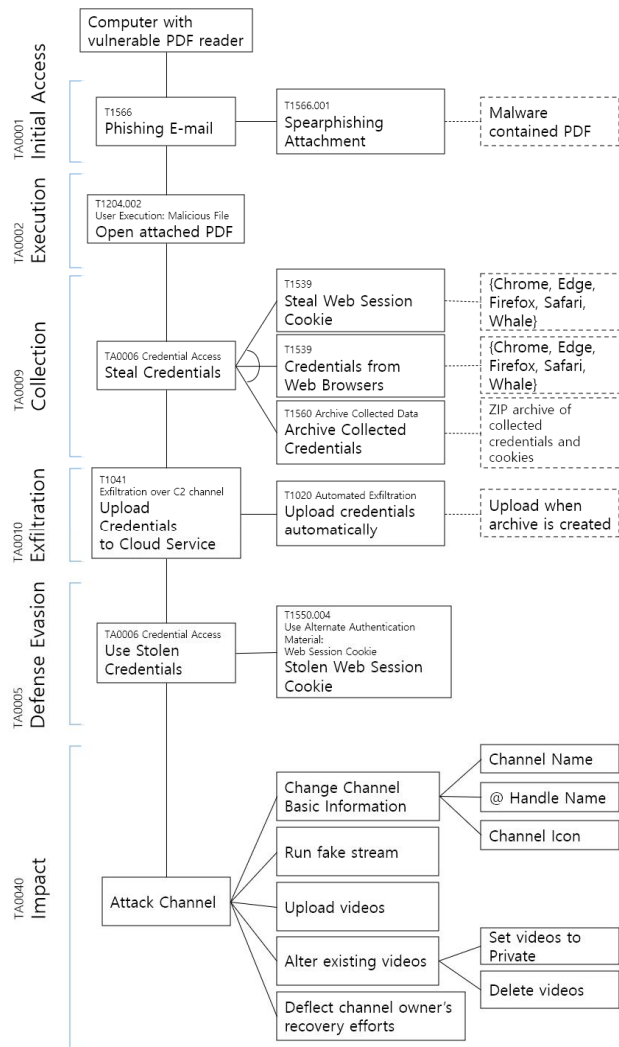 Computer with
vulnerable PDF reader
TA0001
Initial Access
T1566
Phishing E-mail
T1566.001
Spearphishing
Attachment
Malware
contained PDF
TA0002
Execution
T1204.002
User Execution: Malicious File
Open attached PDF
TA0009
Collection
TA0006 Credential Access
Steal Credentials
T1539
Steal Web Session
Cookie
{Chrome, Edge,
Firefox, Safari,
Whale}
T1539
Credentials from
Web Browsers
{Chrome, Edge,
Firefox, Safari,
Whale}
T1560 Archive Collected Data
Archive Collected
Credentials
ZIP archive of
collected
credentials and
cookies
TA0010
Exfiltration
T1041
Exfiltration over C2 channel
Upload
Credentials
to Cloud Service
T1020 Automated Exfiltration
Upload credentials
automatically
Upload when
archive is created
TA0005
Defense Evasion
TA0006 Credential Access
Use Stolen
Credentials
T1550.004
Use Alternate Authentication
Material:
Web Session Cookie
Stolen Web Session
Cookie
TA0040
Impact
Attack Channel
Change Channel
Basic Information
Channel Name
@ Handle Name
Channel Icon
Run fake stream
Upload videos
Alter existing videos
Set videos to
Private
Delete videos
Deflect channel owner's
recovery efforts